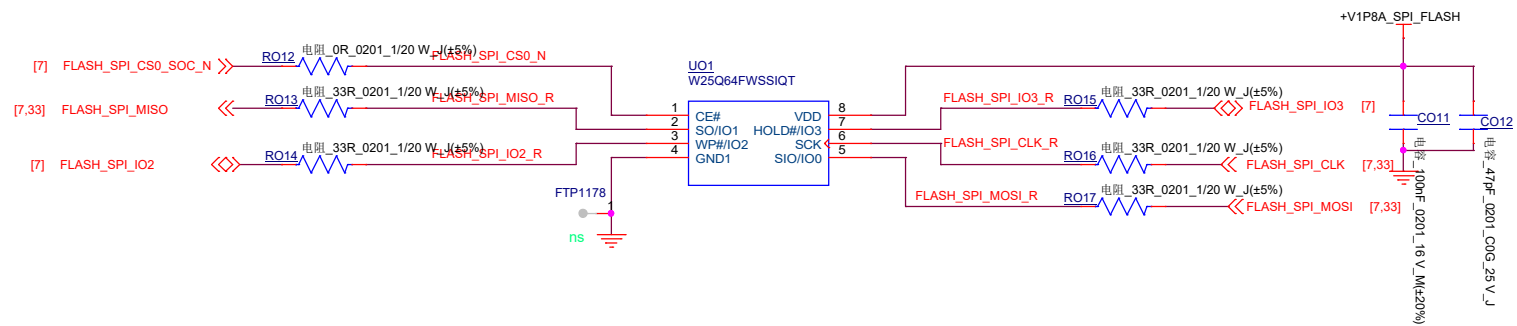 +V1P8A_SPI_FLASH
RO12
电阻_0R_0201_1/20 W_J(±5%)
[7] FLASH_SPI_CS0_SOC_N
FLASH_SPI_CS0_N
UO1
W25Q64FWSSIQT
RO13
电阻_33R_0201_1/20 W_J(±5%)
[7,33] FLASH_SPI_MISO
FLASH_SPI_MISO_R
RO14
电阻_33R_0201_1/20 W_J(±5%)
[7] FLASH_SPI_IO2
FLASH_SPI_IO2_R
1 CE#
2 SO/IO1
3 WP#/IO2
4 GND1
VDD 8
HOLD#/IO3 7
SCK 6
SIO/IO0 5
FLASH_SPI_IO3_R
RO15
电阻_33R_0201_1/20 W_J(±5%)
FLASH_SPI_IO3 [7]
FLASH_SPI_CLK_R
RO16
电阻_33R_0201_1/20 W_J(±5%)
FLASH_SPI_CLK [7,33]
FLASH_SPI_MOSI_R
RO17
电阻_33R_0201_1/20 W_J(±5%)
FLASH_SPI_MOSI [7,33]
CO11
电容_100nF_0201_16 V_M(±20%)
CO12
电容_47pF_0201_C0G_25 V_J
FTP1178
1
ns